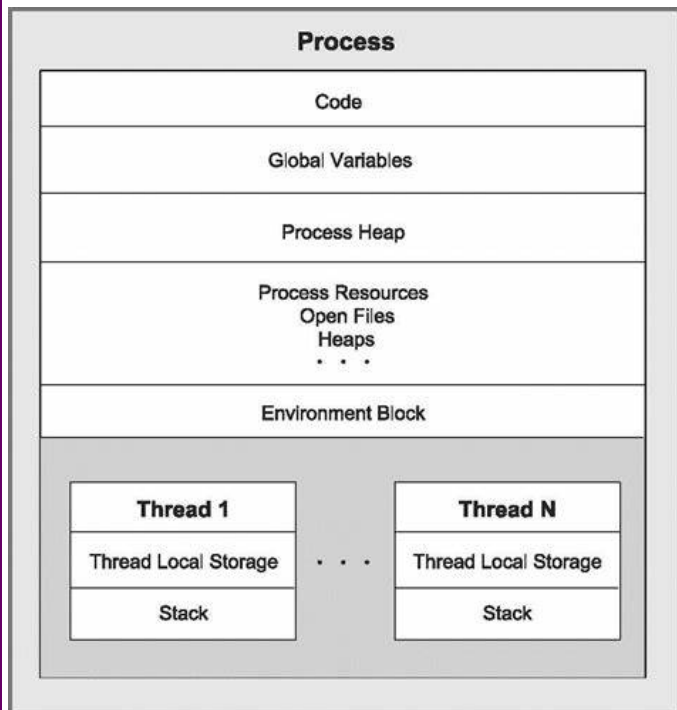 Process
Code
Global Variables
Process Heap
Process Resources
Open Files
Heaps
. . .
Environment Block
Thread 1
Thread Local Storage
Stack
. . .
Thread N
Thread Local Storage
Stack